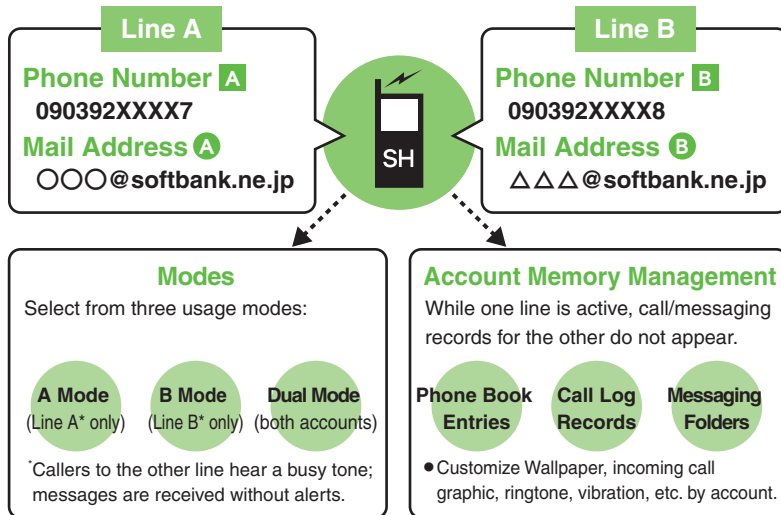 Line A
Phone Number A
090392XXXX7
Mail Address A
○○○@softbank.ne.jp
SH
Line B
Phone Number B
090392XXXX8
Mail Address B
△△△@softbank.ne.jp
Modes
Select from three usage modes:
A Mode
(Line A* only)
B Mode
(Line B* only)
Dual Mode
(both accounts)
*Callers to the other line hear a busy tone;
messages are received without alerts.
Account Memory Management
While one line is active, call/messaging
records for the other do not appear.
Phone Book
Entries
Call Log
Records
Messaging
Folders
●Customize Wallpaper, incoming call
graphic, ringtone, vibration, etc. by account.